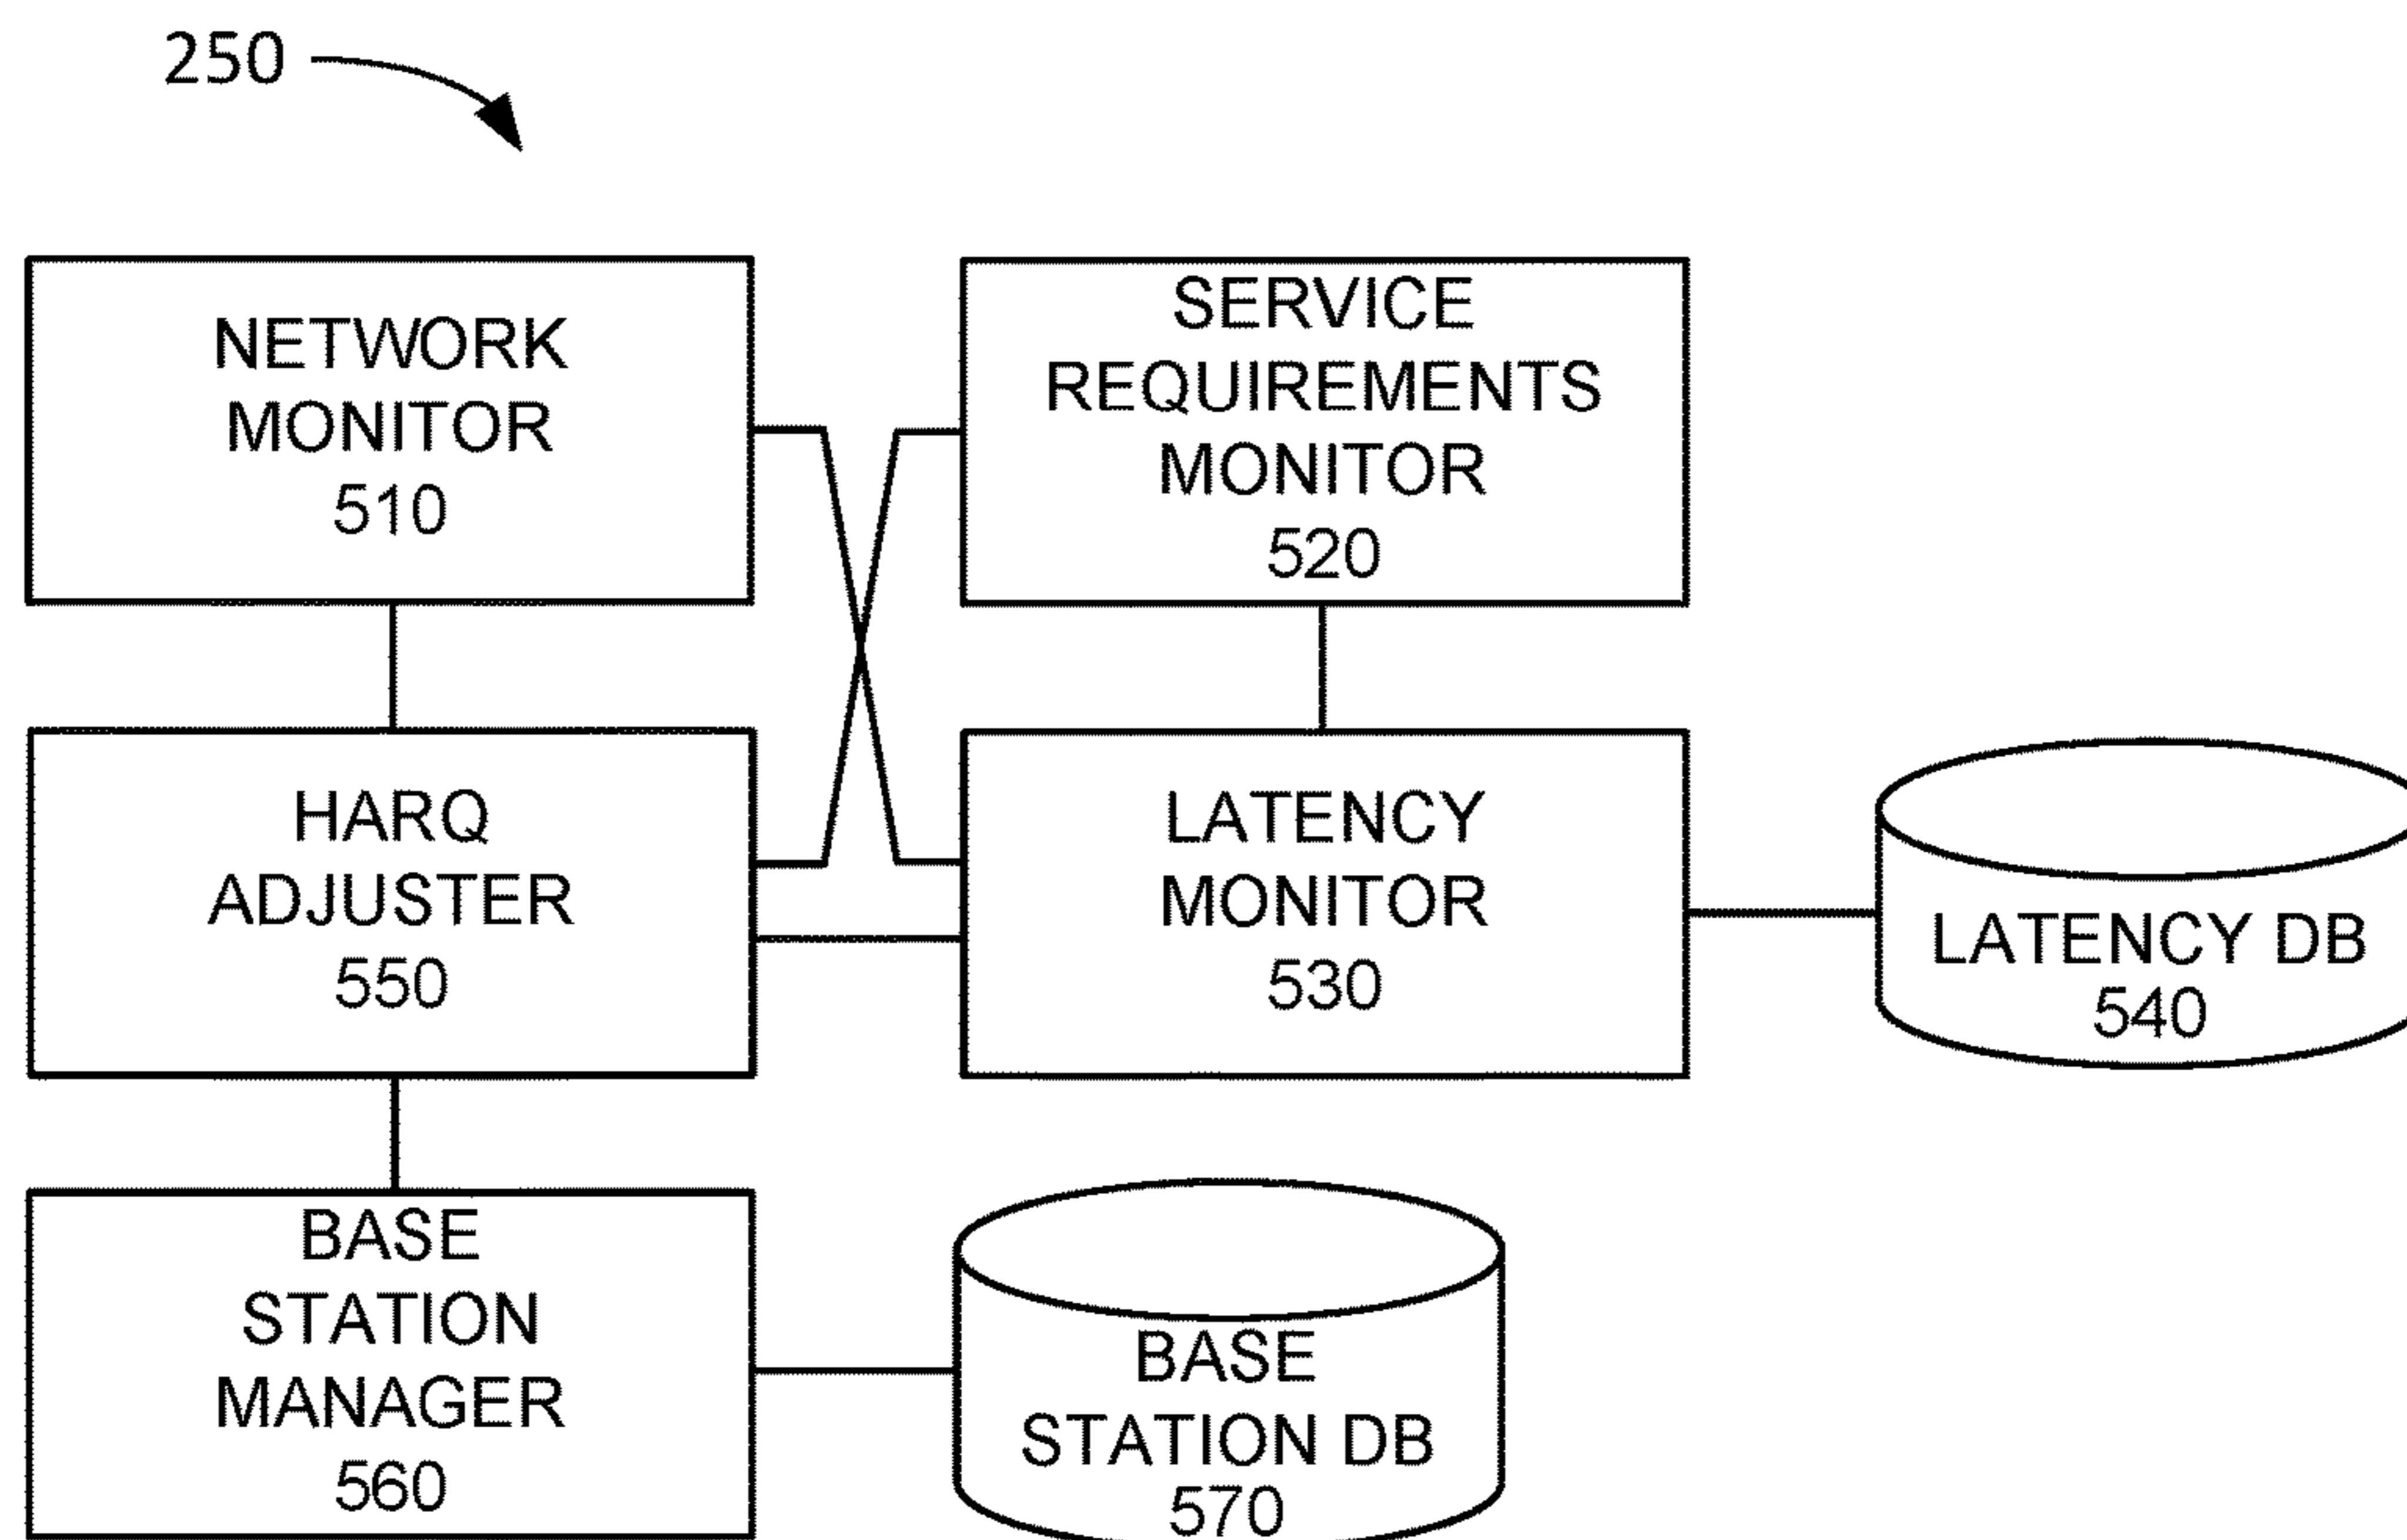 250
NETWORK
MONITOR
510
SERVICE
REQUIREMENTS
MONITOR
520
HARQ
ADJUSTER
550
LATENCY
MONITOR
530
LATENCY DB
540
BASE
STATION
MANAGER
560
BASE
STATION DB
570